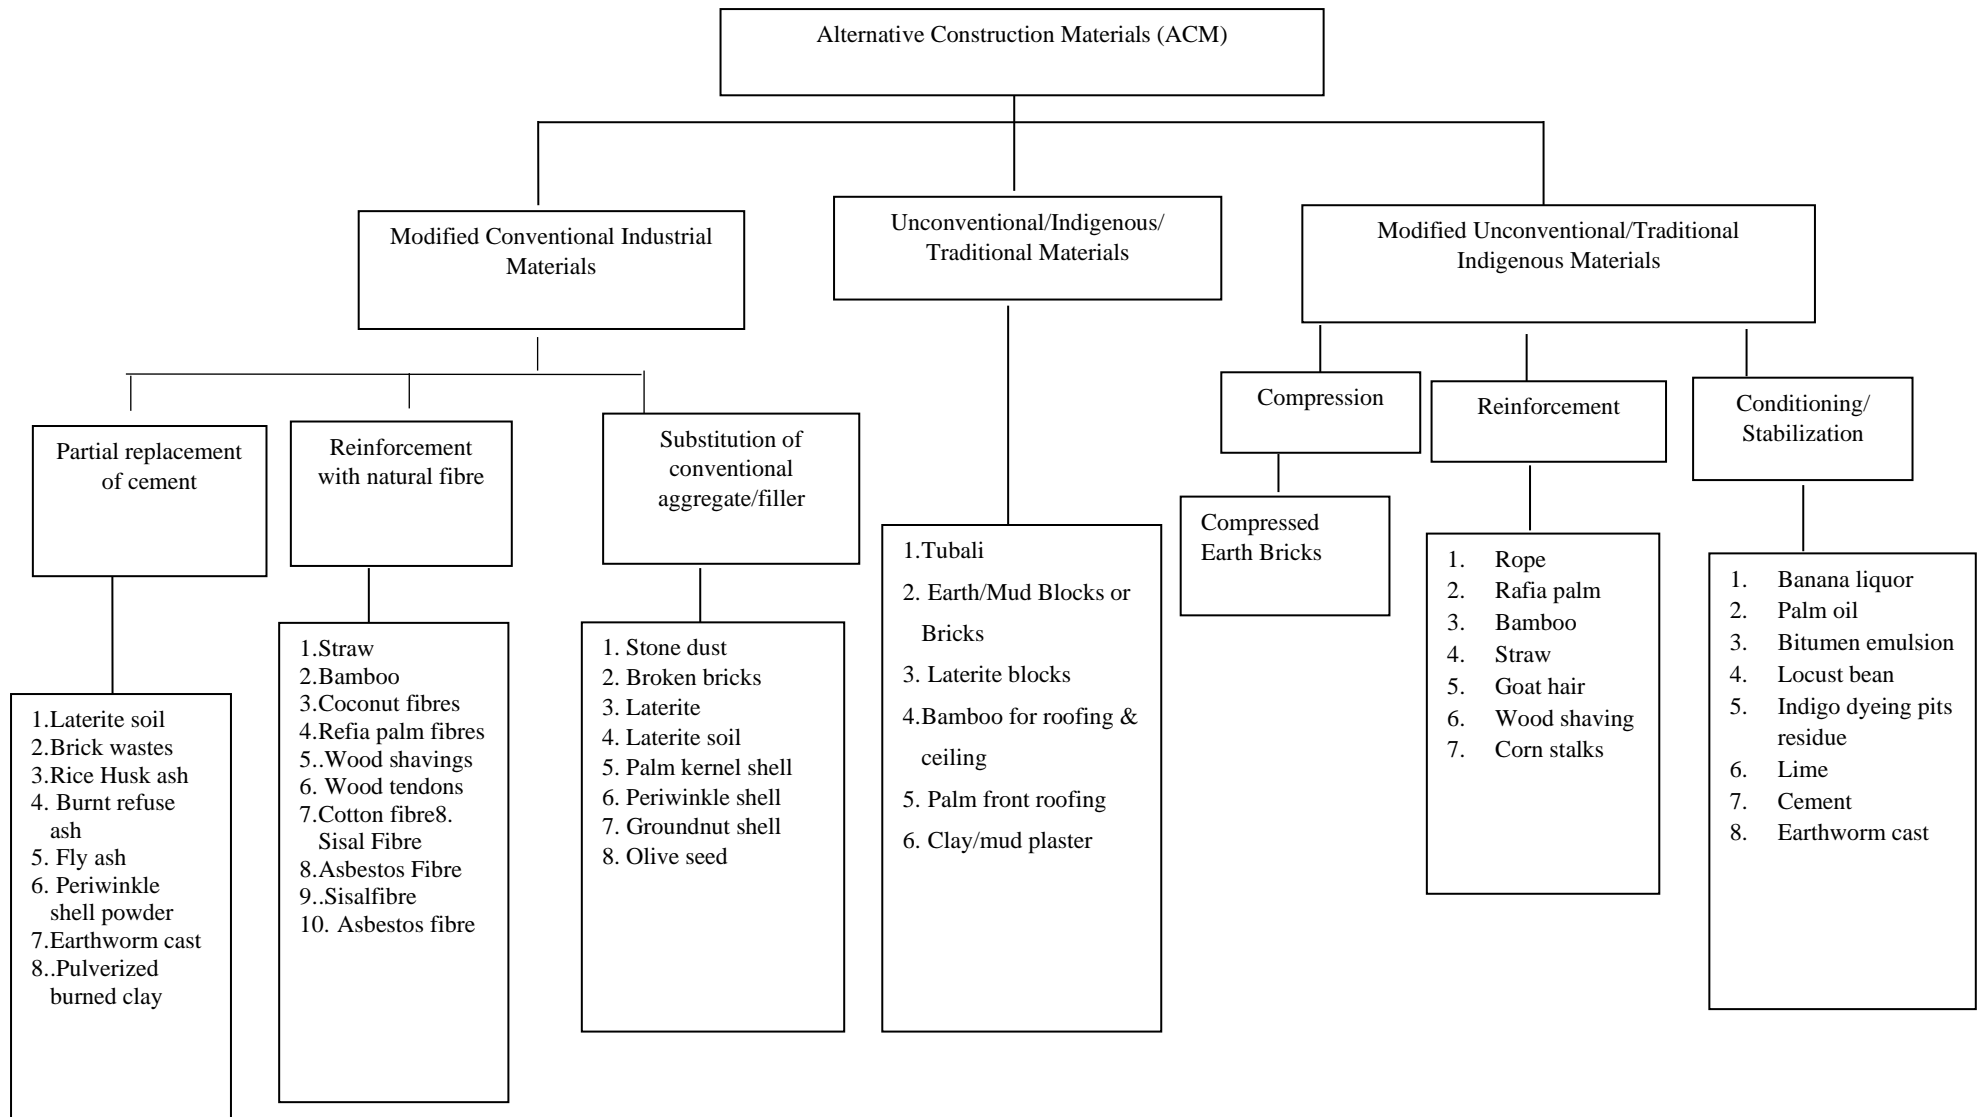 Alternative Construction Materials (ACM)
Modified Conventional Industrial
Materials
Unconventional/Indigenous/
Traditional Materials
Modified Unconventional/Traditional
Indigenous Materials
Partial replacement
of cement
Reinforcement
with natural fibre
Substitution of
conventional
aggregate/filler
Compression
Reinforcement
Conditioning/
Stabilization
1.Laterite soil
2.Brick wastes
3.Rice Husk ash
4. Burnt refuse
ash
5. Fly ash
6. Periwinkle
shell powder
7.Earthworm cast
8..Pulverized
burned clay
1.Straw
2.Bamboo
3.Coconut fibres
4.Refia palm fibres
5..Wood shavings
6. Wood tendons
7.Cotton fibre8.
Sisal Fibre
8.Asbestos Fibre
9..Sisalfibre
10. Asbestos fibre
1. Stone dust
2. Broken bricks
3. Laterite
4. Laterite soil
5. Palm kernel shell
6. Periwinkle shell
7. Groundnut shell
8. Olive seed
1.Tubali
2. Earth/Mud Blocks or
Bricks
3. Laterite blocks
4.Bamboo for roofing &
ceiling
5. Palm front roofing
6. Clay/mud plaster
Compressed
Earth Bricks
1. Rope
2. Rafia palm
3. Bamboo
4. Straw
5. Goat hair
6. Wood shaving
7. Corn stalks
1. Banana liquor
2. Palm oil
3. Bitumen emulsion
4. Locust bean
5. Indigo dyeing pits
residue
6. Lime
7. Cement
8. Earthworm cast